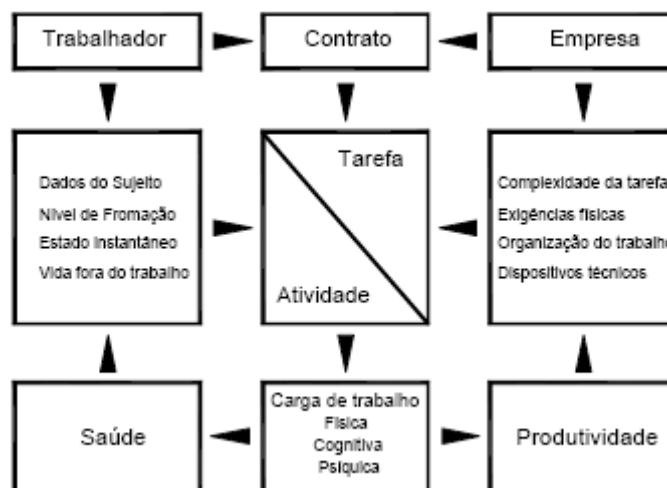 Trabalhador
Contrato
Empresa
Dados do Sujeito
Nível de Fromação
Estado instantâneo
Vida fora do trabalho
Tarefa
Atividade
Complexidade da tarefa
Exigências físicas
Organização do trabalho
Dispositivos técnicos
Saúde
Carga de trabalho
Física
Cognitiva
Psíquica
Produtividade